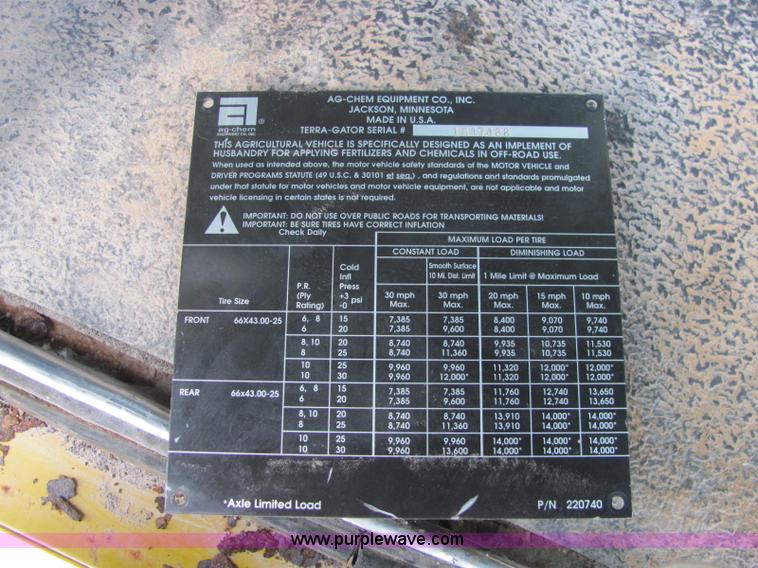 AG-CHEM EQUIPMENT CO., INC.
JACKSON, MINNESOTA
MADE IN U.S.A.
ag-chem
EQUIPMENT CO, INC.
®
TERRA-GATOR SERIAL #
THIS AGRICULTURAL VEHICLE IS SPECIFICALLY DESIGNED AS AN IMPLEMENT OF
HUSBANDRY FOR APPLYING FERTILIZERS AND CHEMICALS IN OFF-ROAD USE.
When used as intended above, the motor vehicle safety standards of the MOTOR VEHICLE and
DRIVER PROGRAMS STATUTE (49 U.S.C. & 30101 et seq.) , and regulations and standards promulgated
under that statute for motor vehicles and motor vehicle equipment, are not applicable and motor
vehicle licensing in certain states is not required.
IMPORTANT: DO NOT USE OVER PUBLIC ROADS FOR TRANSPORTING MATERIALS!
IMPORTANT: BE SURE TIRES HAVE CORRECT INFLATION
Check Daily
MAXIMUM LOAD PER TIRE
CONSTANT LOAD DIMINISHING LOAD
Smooth Surface
10 Mi. Dist. Limit
1 Mile Limit @ Maximum Load
Tire Size
P.R.
(Ply
Rating)
Cold
Infl
Press
+3
-0 psi
30 mph
Max.
30 mph
Max.
20 mph
Max.
15 mph
Max.
10 mph
Max.
FRONT 66X43.00-25 6, 8 15 7,385 7,385 8,400 9,070 9,740
6 20 7,385 9,600 8,400 9,070 9,740
8, 10 20 8,740 8,740 9,935 10,735 11,530
8 25 8,740 11,360 9,935 10,735 11,530
10 25 9,960 9,960 11,320 12,000* 12,000*
10 30 9,960 12,000* 11,320 12,000* 12,000*
REAR 66x43.00-25 6, 8 15 7,385 7,385 11,760 12,740 13,650
6 20 7,385 9,600 11,760 12,740 13,650
8, 10 20 8,740 8,740 13,910 14,000* 14,000*
8 25 8,740 11,360 13,910 14,000* 14,000*
10 25 9,960 9,960 14,000* 14,000* 14,000*
10 30 9,960 13,600 14,000* 14,000* 14,000*
*Axle Limited Load P/N 220740
www.purplewave.com